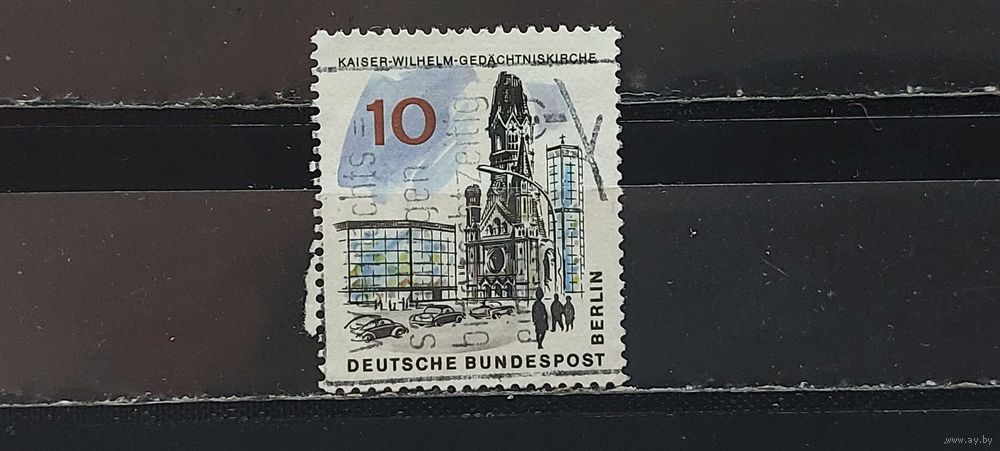 KAISER-WILHELM-GEDÄCHTNISKIRCHE
10
BERLIN
DEUTSCHE BUNDESPOST
www.ay.by